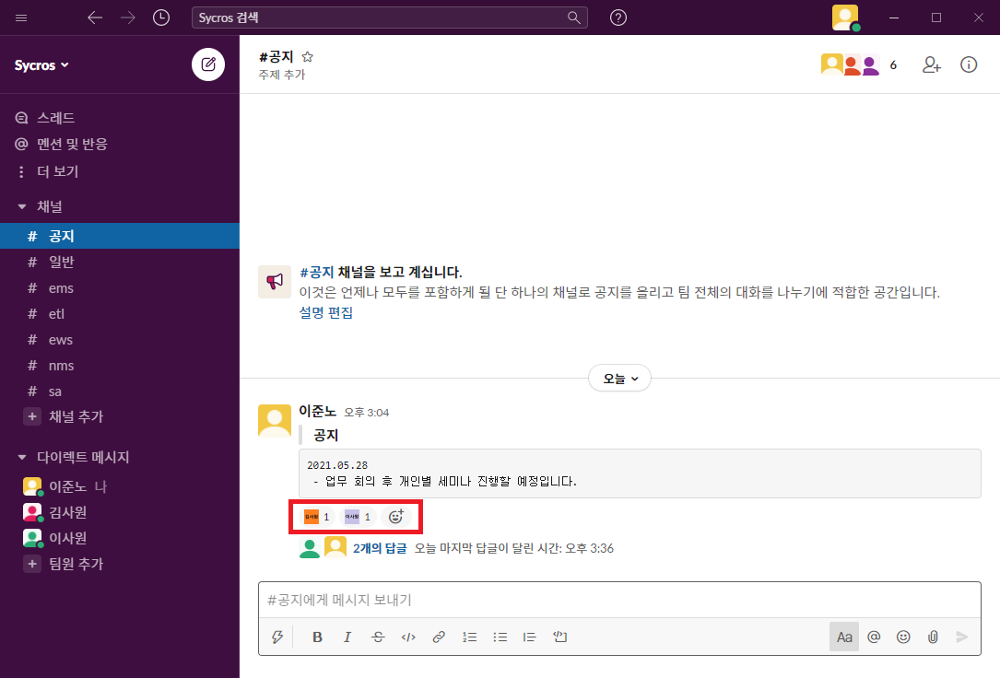 Sycros 검색
Sycros
스레드
멘션 및 반응
더 보기
채널
# 공지
# 일반
# ems
# etl
# ews
# nms
# sa
+ 채널 추가
다이렉트 메시지
이준노 나
김사원
이사원
+ 팀원 추가
#공지
주제 추가
6
#공지 채널을 보고 계십니다.
이것은 언제나 모두를 포함하게 될 단 하나의 채널로 공지를 올리고 팀 전체의 대화를 나누기에 적합한 공간입니다.
설명 편집
오늘
이준노 오후 3:04
공지
2021.05.28
- 업무 회의 후 개인별 세미나 진행할 예정입니다.
김사원 1 이사원 1
2개의 답글 오늘 마지막 답글이 달린 시간: 오후 3:36
#공지에게 메시지 보내기
B I S </> Aa @